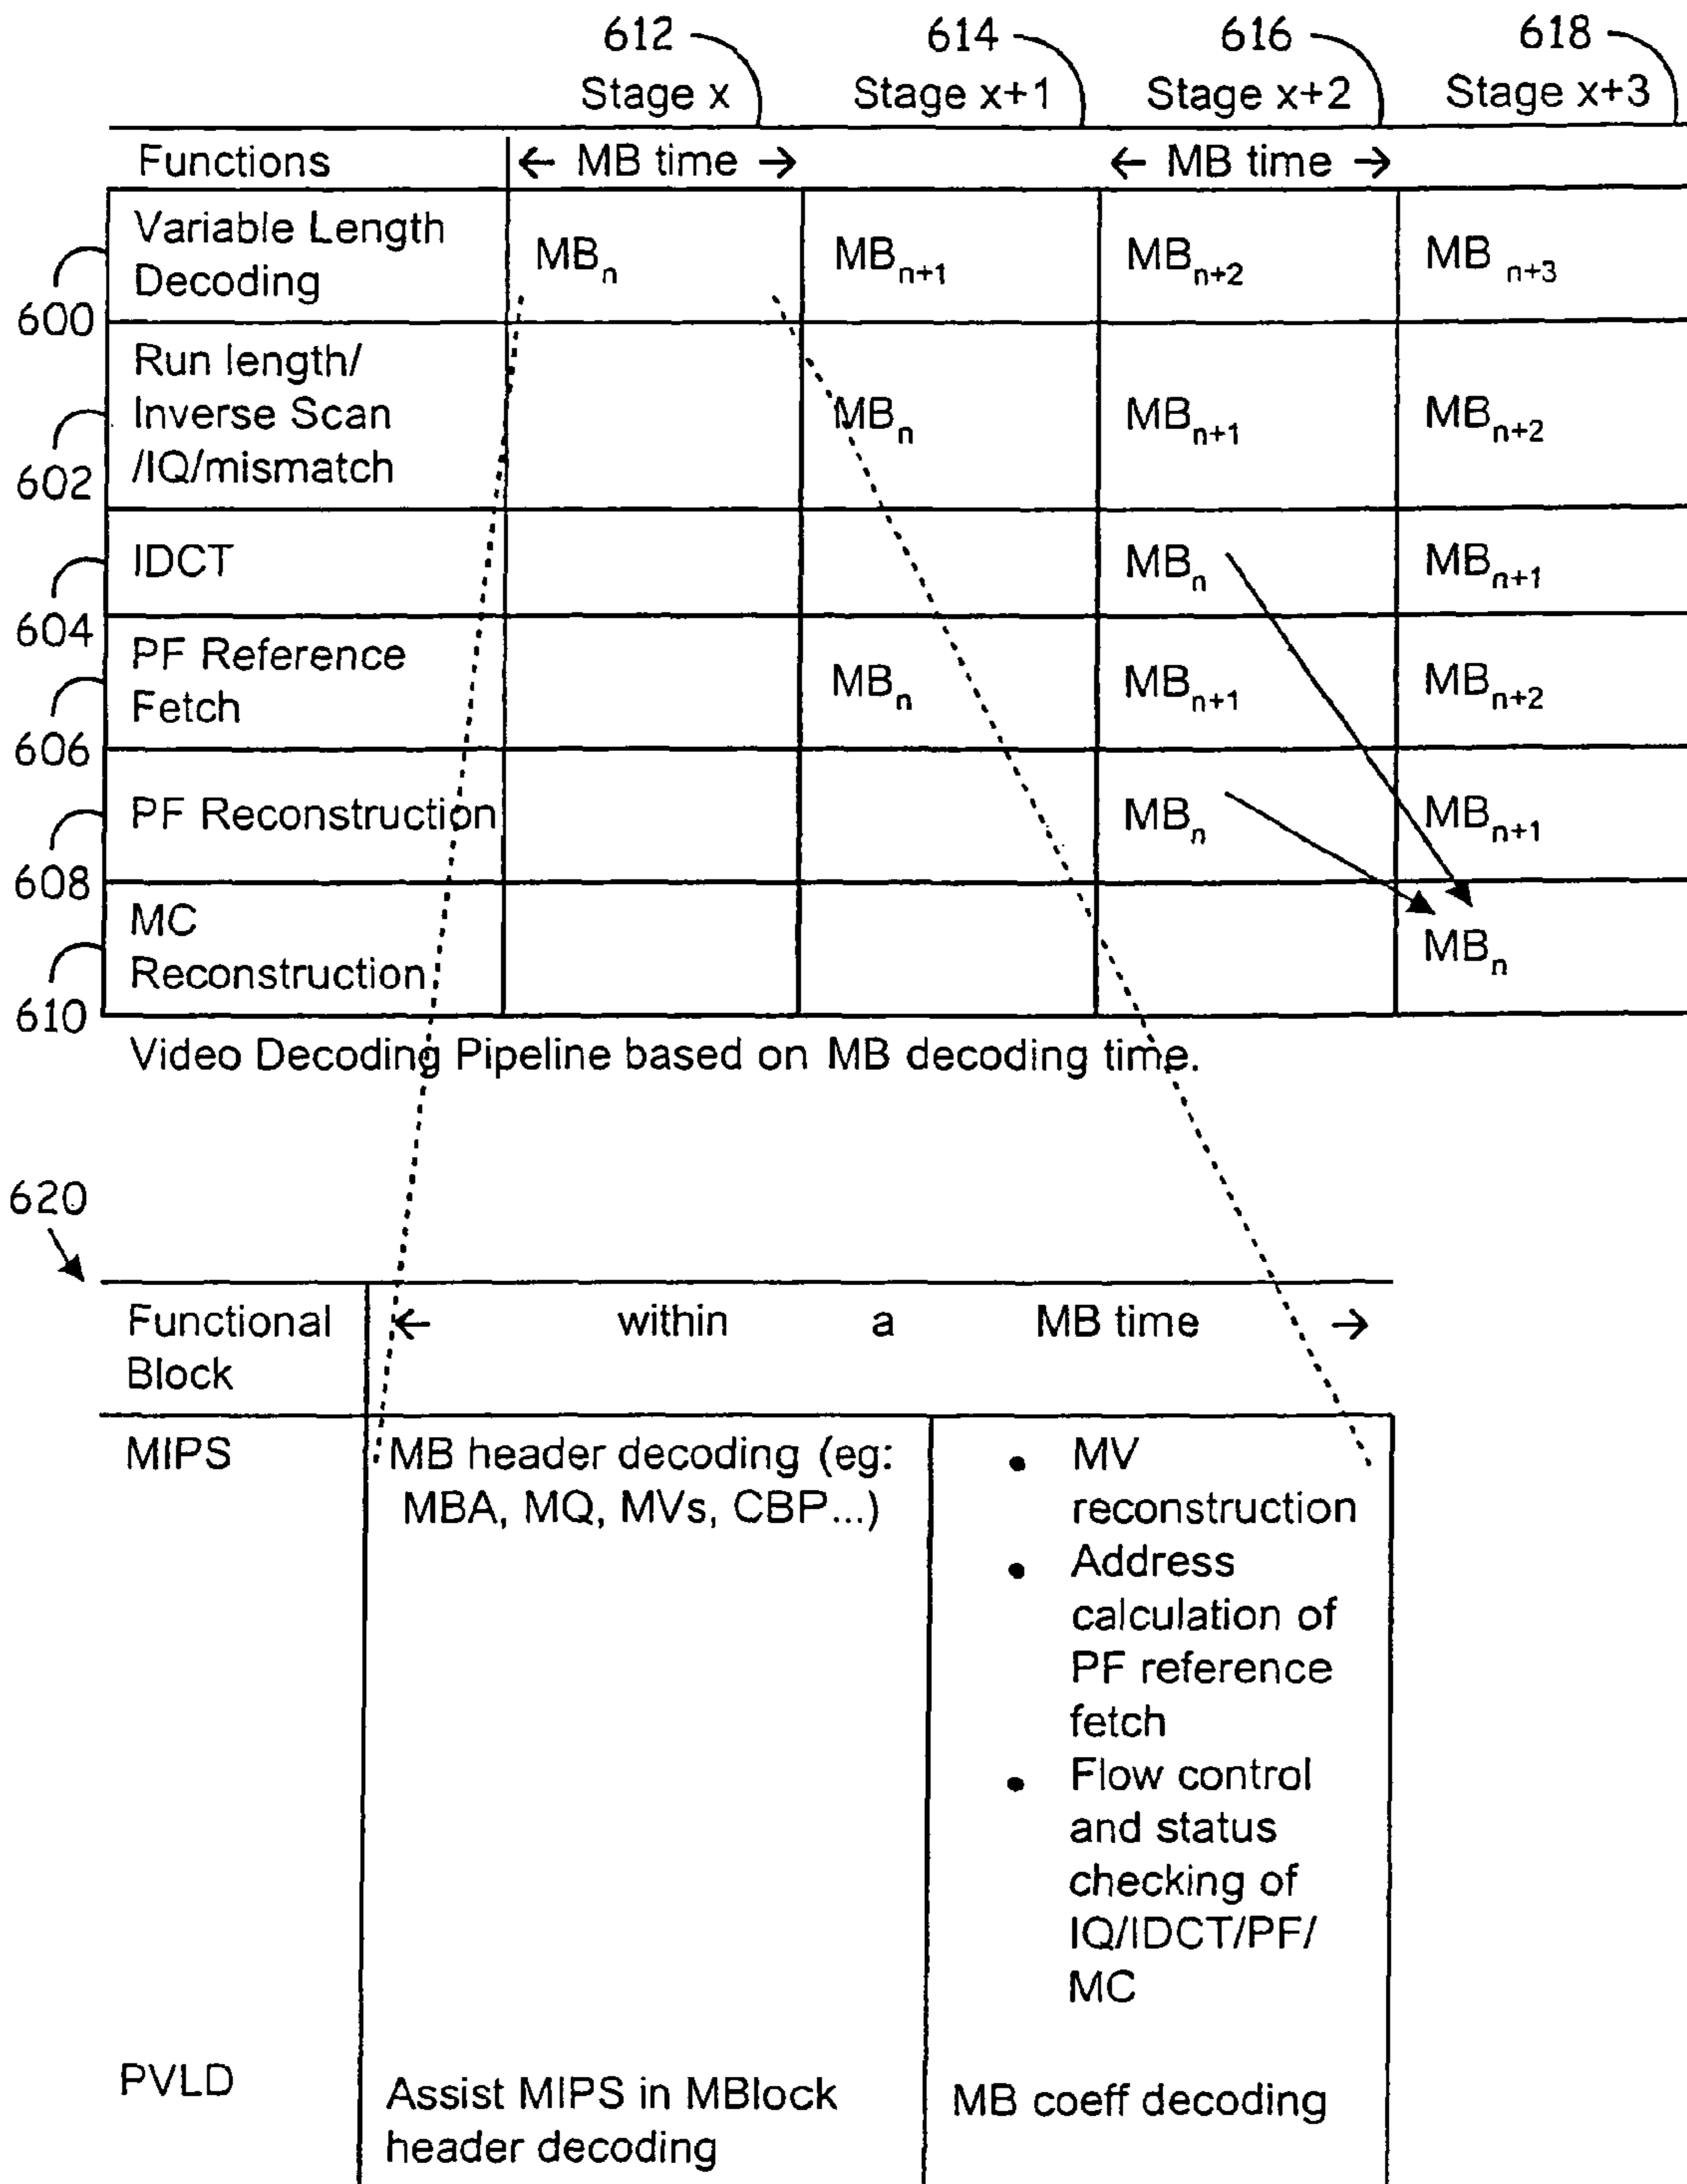 612 614 616 618
Stage x Stage x+1 Stage x+2 Stage x+3
Functions ← MB time → ← MB time →
Variable Length
Decoding
MBn MBn+1 MBn+2 MB n+3
600
Run length/
Inverse Scan
/IQ/mismatch
MBn MBn+1 MBn+2
602
IDCT MBn MBn+1
604
PF Reference
Fetch
MBn MBn+1 MBn+2
606
PF Reconstruction MBn MBn+1
608
MC
Reconstruction
MBn
610
Video Decoding Pipeline based on MB decoding time.
620
Functional
Block
← within a MB time →
MIPS
MB header decoding (eg:
MBA, MQ, MVs, CBP...)
• MV
reconstruction
• Address
calculation of
PF reference
fetch
• Flow control
and status
checking of
IQ/IDCT/PF/
MC
PVLD
Assist MIPS in MBlock
header decoding
MB coeff decoding